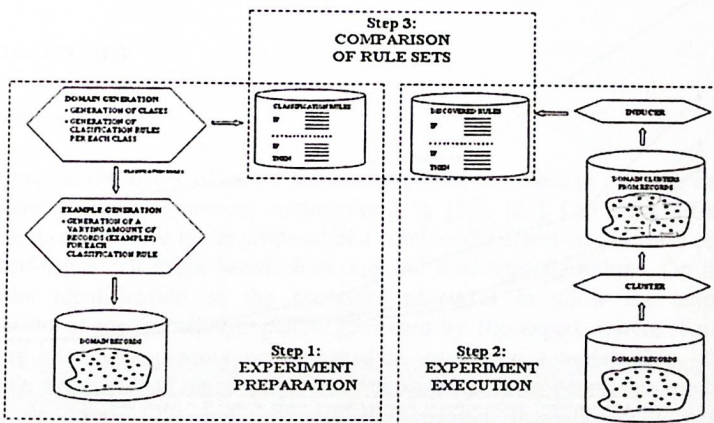 Step 3:
COMPARISON
OF RULE SETS
DOMAIN GENERATION
• GENERATION OF CLASES
• GENERATION OF
CLASSIFICATION RULES
PER EACH CLASS
CLASSIFICATION RULES
IF
IF
THEN
EXAMPLE GENERATION
• GENERATION OF A
VARYING AMOUNT OF
RECORDS (EXAMPLES)
FOR EACH
CLASSIFICATION RULE
DOMAIN RECORDS
Step 1:
EXPERIMENT
PREPARATION
DISCOVERED RULES
IF
IF
THEN
INDUCER
DOMAIN CLUSTERS
FROM RECORDS
CLUSTER
DOMAIN RECORDS
Step 2:
EXPERIMENT
EXECUTION